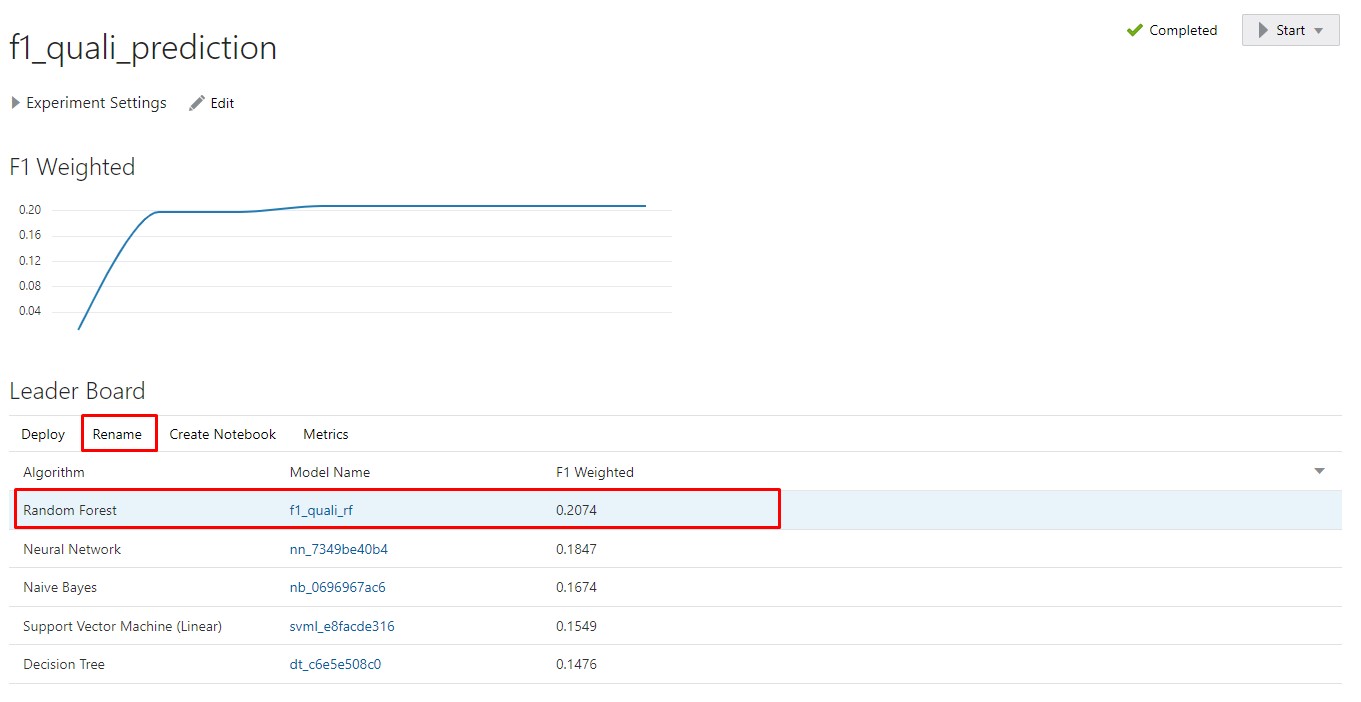 f1_quali_prediction
Completed
Start
Experiment Settings
Edit
F1 Weighted
0.20
0.16
0.12
0.08
0.04
Leader Board
Deploy Rename Create Notebook Metrics
Algorithm Model Name F1 Weighted
Random Forest f1_quali_rf 0.2074
Neural Network nn_7349be40b4 0.1847
Naive Bayes nb_0696967ac6 0.1674
Support Vector Machine (Linear) svml_e8facde316 0.1549
Decision Tree dt_c6e5e508c0 0.1476